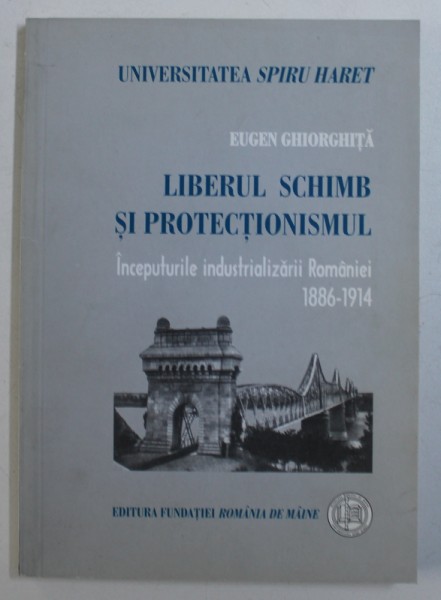 UNIVERSITATEA SPIRU HARET
EUGEN GHIORGHIȚĂ
LIBERUL SCHIMB
ȘI PROTECȚIONISMUL
Începuturile industrializării României
1886-1914
EDITURA FUNDAȚIEI ROMÂNIA DE MÂINE